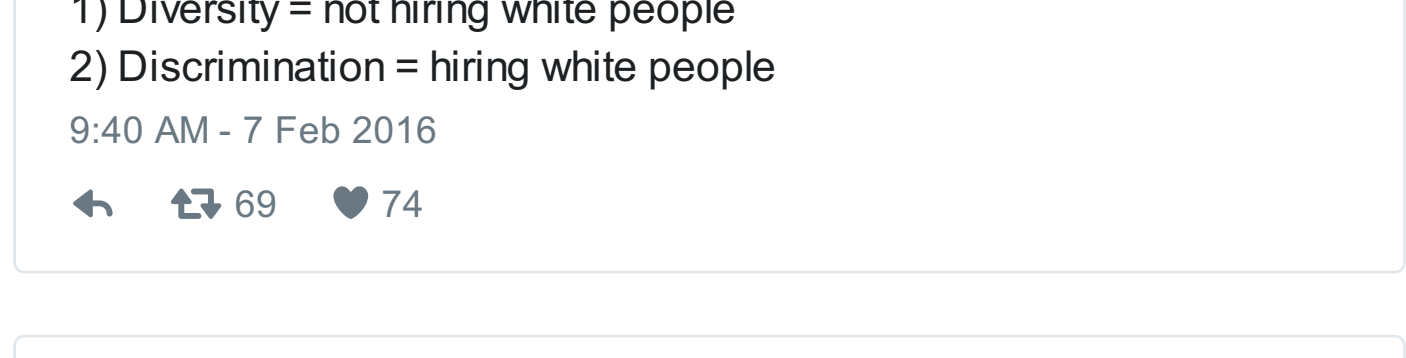 1) Diversity = not hiring white people
2) Discrimination = hiring white people
9:40 AM - 7 Feb 2016
69 74